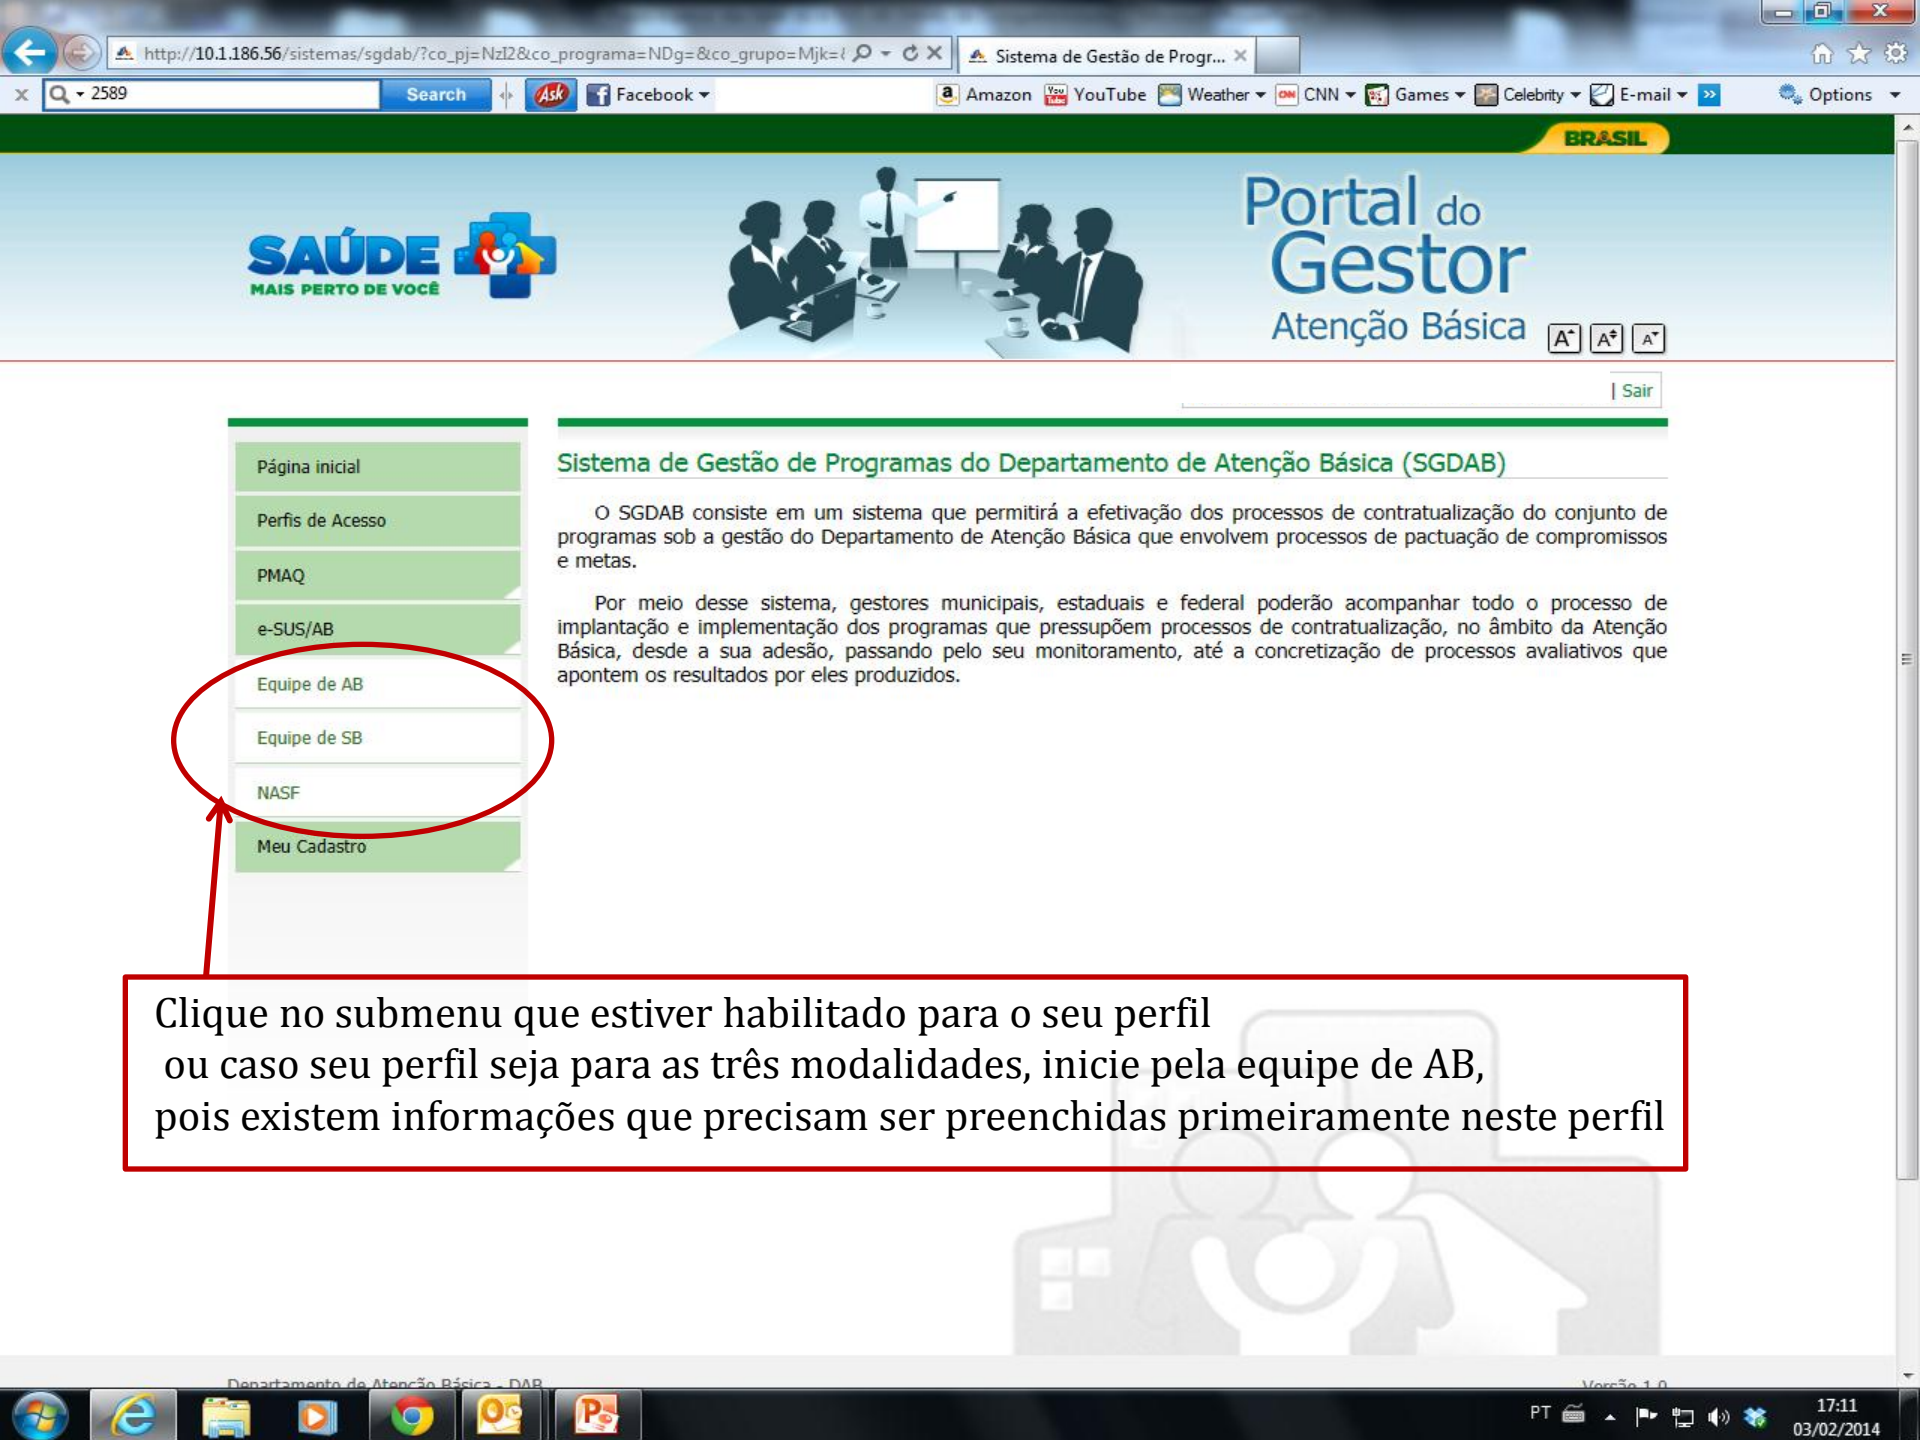 http://10.1.186.56/sistemas/sgdab/?co_pj=NzI2&co_programa=NDg=&co_grupo=Mjk=
Sistema de Gestão de Progr...
2589
Search
Ask
Facebook
Amazon
YouTube
Weather
CNN
Games
Celebrity
E-mail
Options
BRASIL
SAÚDE
MAIS PERTO DE VOCÊ
Portal do
Gestor
Atenção Básica
A A A
| Sair
Página inicial
Perfis de Acesso
PMAQ
e-SUS/AB
Equipe de AB
Equipe de SB
NASF
Meu Cadastro
Sistema de Gestão de Programas do Departamento de Atenção Básica (SGDAB)
O SGDAB consiste em um sistema que permitirá a efetivação dos processos de contratualização do conjunto de
programas sob a gestão do Departamento de Atenção Básica que envolvem processos de pactuação de compromissos
e metas.
Por meio desse sistema, gestores municipais, estaduais e federal poderão acompanhar todo o processo de
implantação e implementação dos programas que pressupõem processos de contratualização, no âmbito da Atenção
Básica, desde a sua adesão, passando pelo seu monitoramento, até a concretização de processos avaliativos que
apontem os resultados por eles produzidos.
Clique no submenu que estiver habilitado para o seu perfil
ou caso seu perfil seja para as três modalidades, inicie pela equipe de AB,
pois existem informações que precisam ser preenchidas primeiramente neste perfil
Departamento de Atenção Básica - DAB
Versão 1.0
PT
17:11
03/02/2014